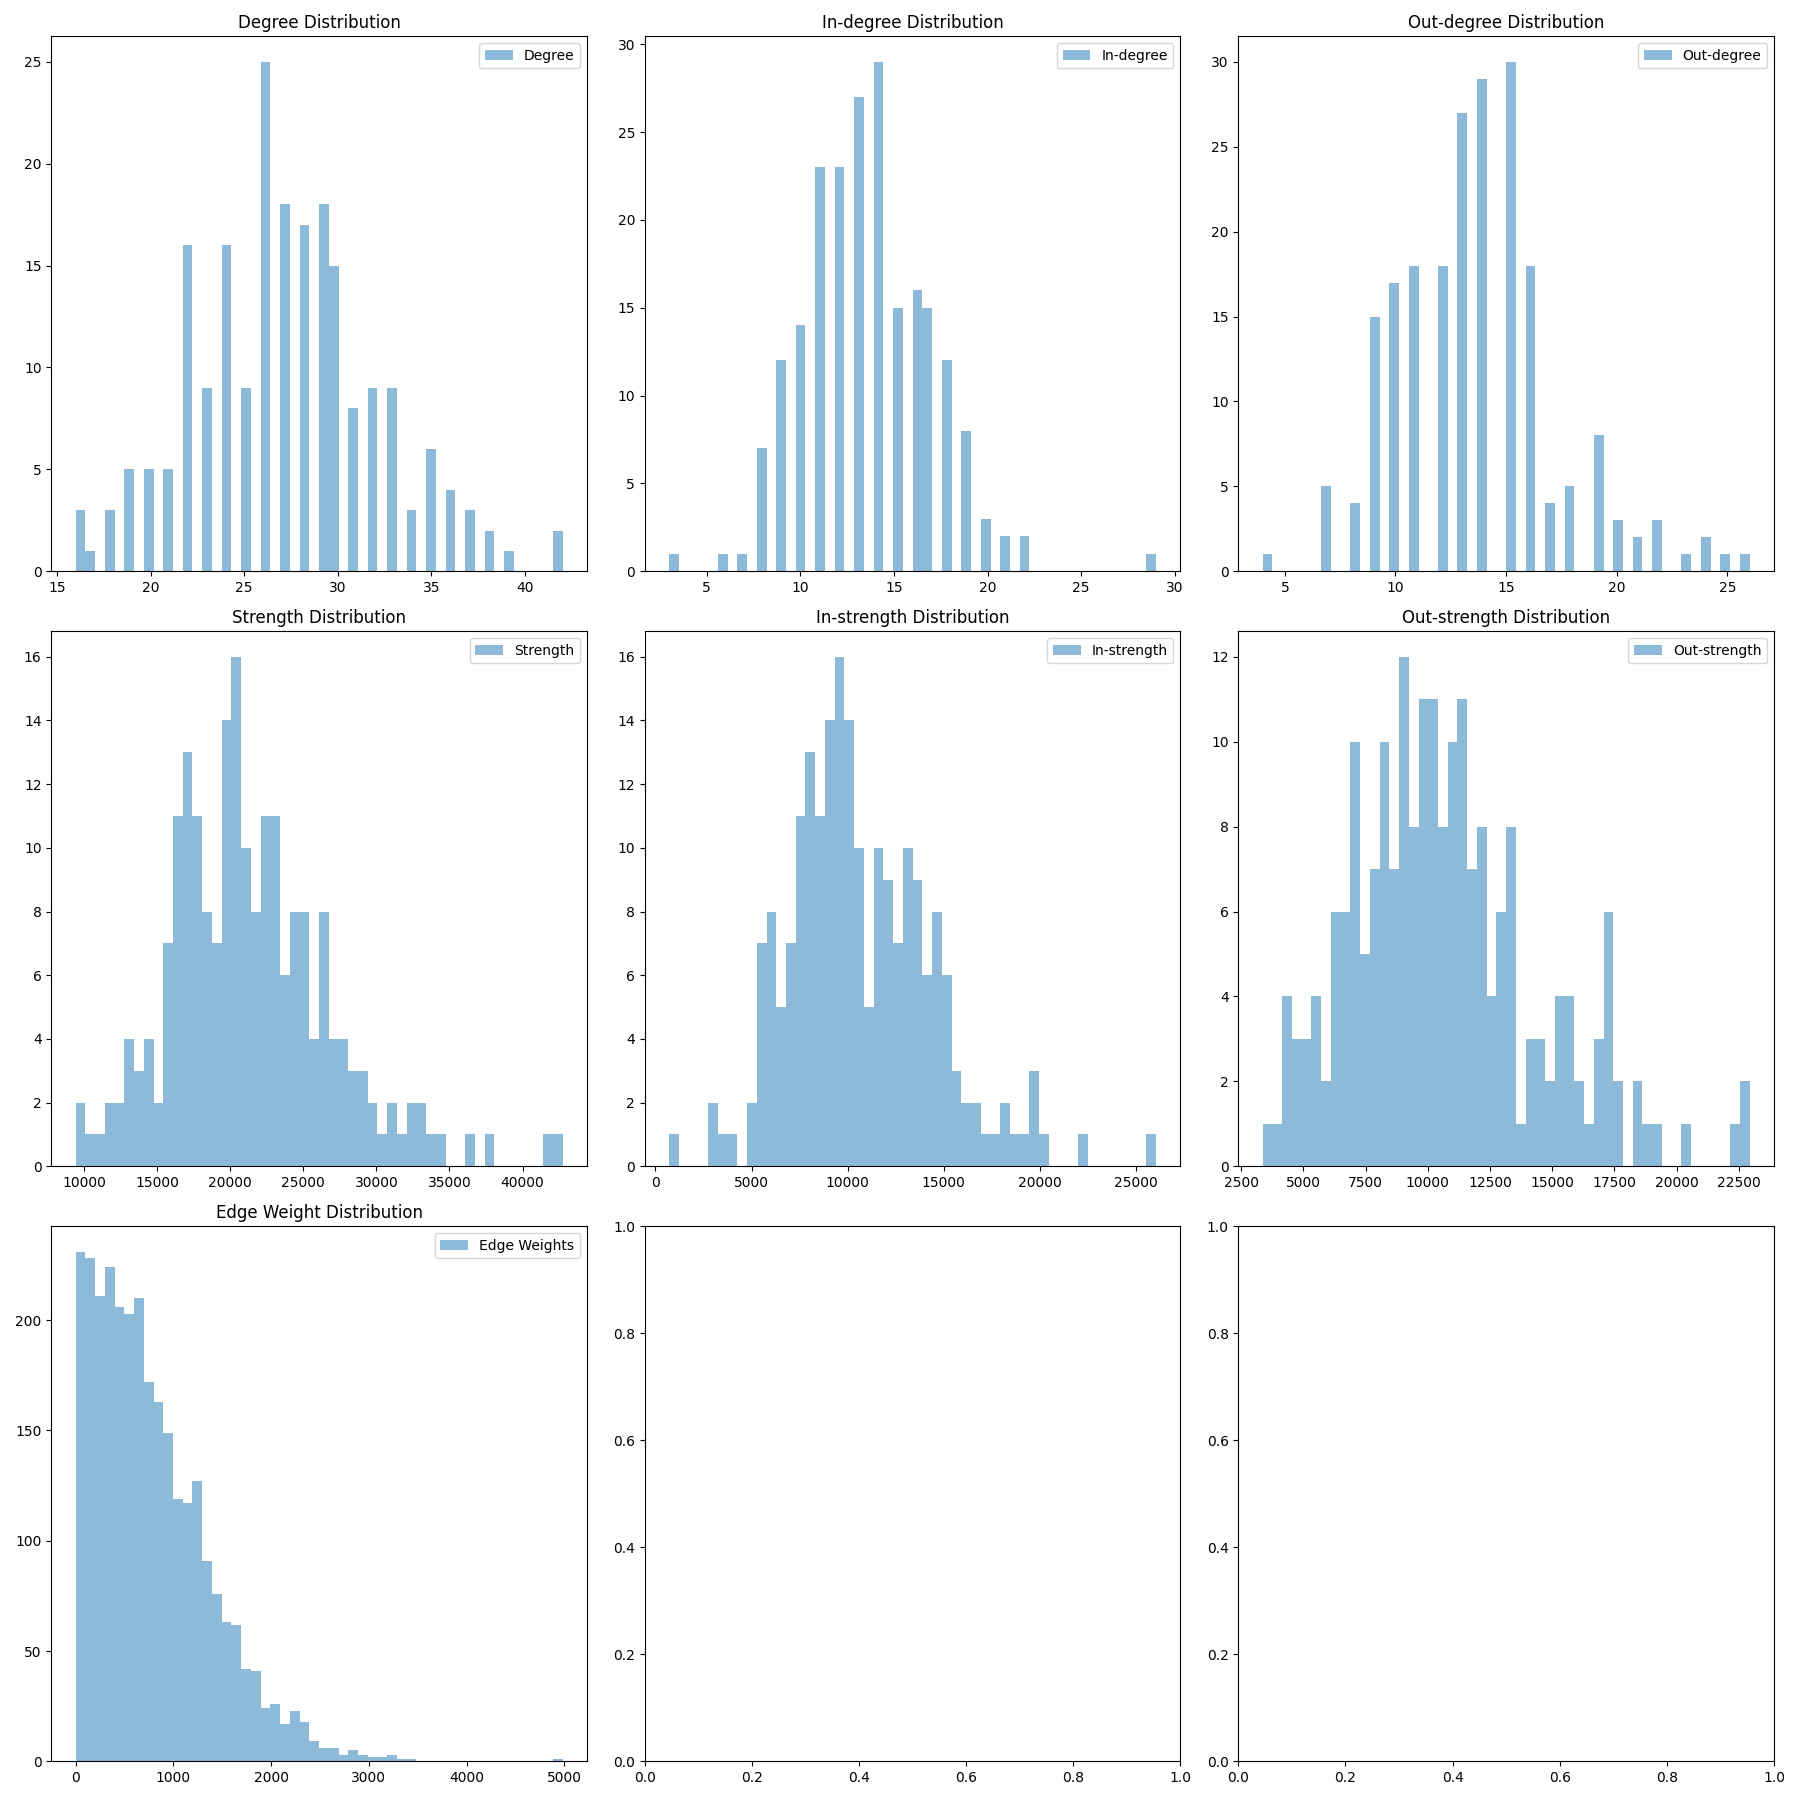 Degree Distribution
Degree
25
20
15
10
5
0
15 20 25 30 35 40
In-degree Distribution
In-degree
30
25
20
15
10
5
0
5 10 15 20 25 30
Out-degree Distribution
Out-degree
30
25
20
15
10
5
0
5 10 15 20 25
Strength Distribution
Strength
16
14
12
10
8
6
4
2
0
10000 15000 20000 25000 30000 35000 40000
In-strength Distribution
In-strength
16
14
12
10
8
6
4
2
0
0 5000 10000 15000 20000 25000
Out-strength Distribution
Out-strength
12
10
8
6
4
2
0
2500 5000 7500 10000 12500 15000 17500 20000 22500
Edge Weight Distribution
Edge Weights
200
150
100
50
0
0 1000 2000 3000 4000 5000
1.0
0.8
0.6
0.4
0.2
0.0
0.0 0.2 0.4 0.6 0.8 1.0
1.0
0.8
0.6
0.4
0.2
0.0
0.0 0.2 0.4 0.6 0.8 1.0